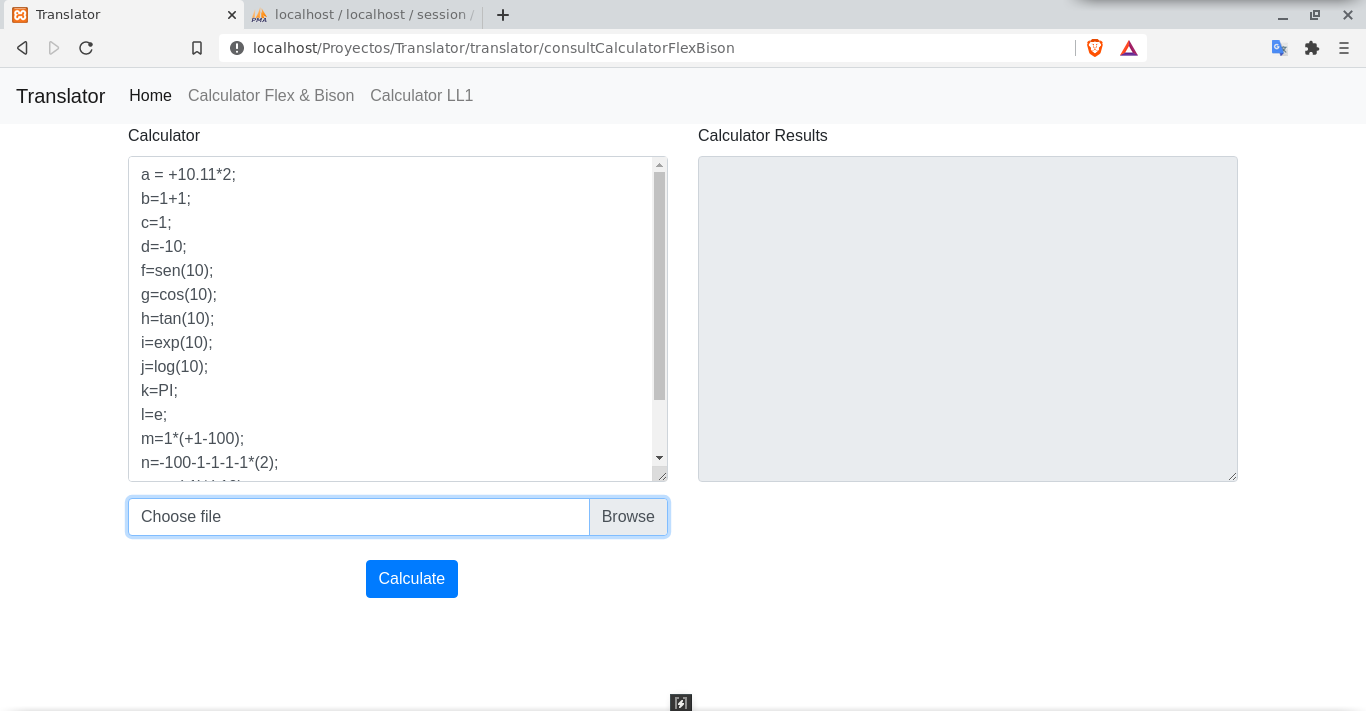 Translator
localhost / localhost / session /
localhost/Proyectos/Translator/translator/consultCalculatorFlexBison
Translator Home Calculator Flex & Bison Calculator LL1
Calculator
Calculator Results
a = +10.11*2;
b=1+1;
c=1;
d=-10;
f=sen(10);
g=cos(10);
h=tan(10);
i=exp(10);
j=log(10);
k=PI;
l=e;
m=1*(+1-100);
n=-100-1-1-1-1*(2);
Choose file Browse
Calculate